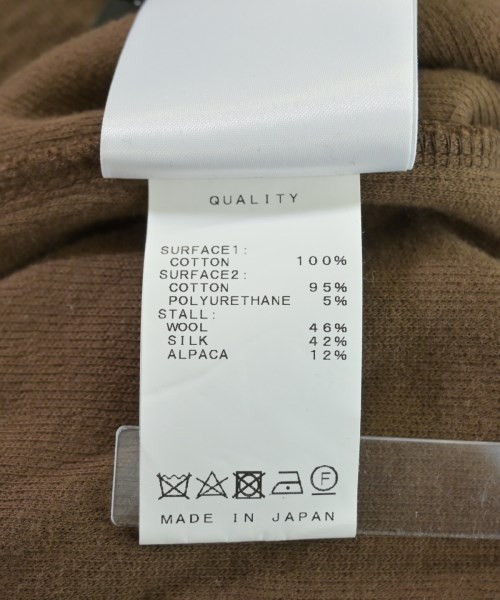 QUALITY
SURFACE1:
COTTON 100%
SURFACE2:
COTTON 95%
POLYURETHANE 5%
STALL:
WOOL 46%
SILK 42%
ALPACA 12%
F
MADE IN JAPAN